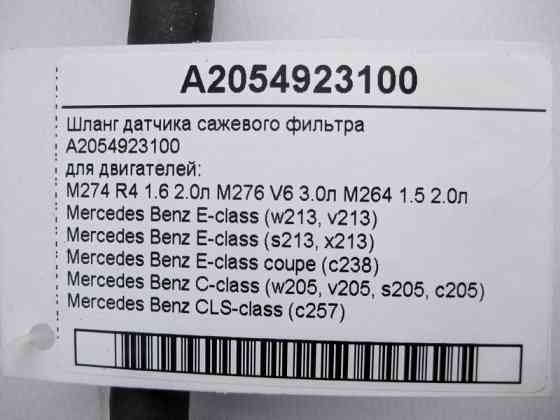 A2054923100
Шланг датчика сажевого фильтра
A2054923100
для двигателей:
M274 R4 1.6 2.0л M276 V6 3.0л M264 1.5 2.0л
Mercedes Benz E-class (w213, v213)
Mercedes Benz E-class (s213, x213)
Mercedes Benz E-class coupe (c238)
Mercedes Benz C-class (w205, v205, s205, c205)
Mercedes Benz CLS-class (c257)